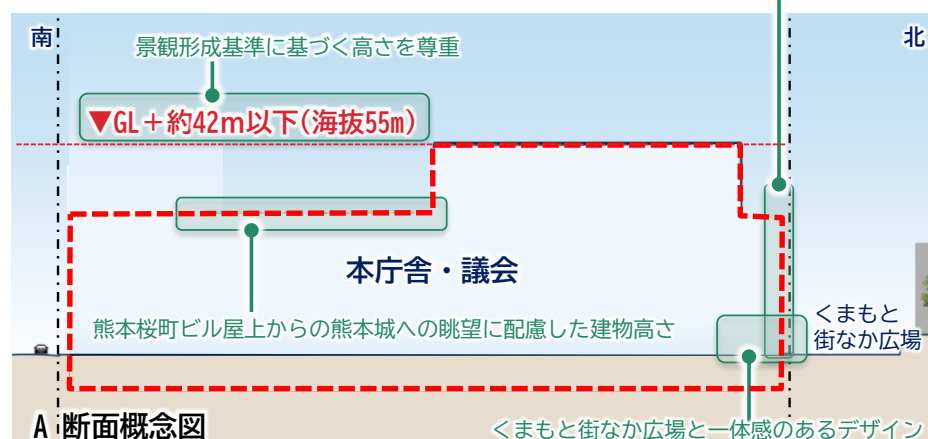 南
北
景観形成基準に基づく高さを尊重
▼GL+約42m以下(海抜55m)
本庁舎・議会
熊本桜町ビル屋上からの熊本城への眺望に配慮した建物高さ
くまもと
街なか広場
A 断面概念図
くまもと街なか広場と一体感のあるデザイン